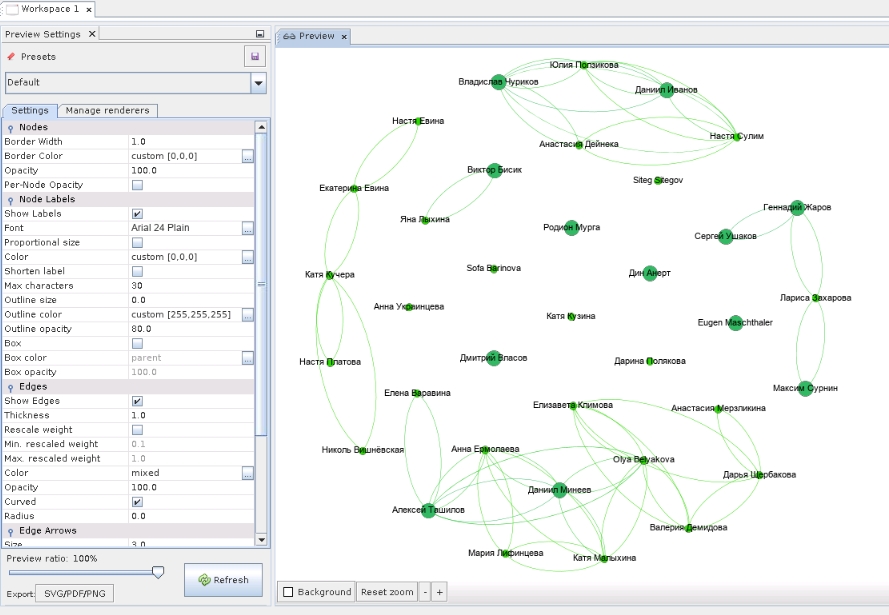 Workspace 1 ×
Preview Settings ×
Presets
Default
Settings
Manage renderers
Nodes
Border Width 1.0
Border Color custom [0,0,0] ...
Opacity 100.0
Per-Node Opacity
Node Labels
Show Labels
Font Arial 24 Plain ...
Proportional size
Color custom [0,0,0] ...
Shorten label
Max characters 30
Outline size 0.0
Outline color custom [255,255,255] ...
Outline opacity 80.0
Box
Box color parent ...
Box opacity 100.0
Edges
Show Edges
Thickness 1.0
Rescale weight
Min. rescaled weight 0.1
Max. rescaled weight 1.0
Color mixed ...
Opacity 100.0
Curved
Radius 0.0
Edge Arrows
Size 3.0
Preview ratio: 100%
Refresh
Export: SVG/PDF/PNG
Preview ×
Юлия Ползикова
Владислав Чуриков
Даниил Иванов
Настя Евина
Настя Сулим
Анастасия Дейнека
Виктор Бисик
Siteg Sitegov
Екатерина Евина
Геннадий Жаров
Яна Лыхина
Родион Мурга
Сергей Ушаков
Sofa Barinova
Катя Кучера
Дин Анерт
Лариса Захарова
Анна Украинцева
Катя Кузина
Eugen Maschthaler
Дмитрий Власов
Настя Платова
Дарина Полякова
Максим Сурнин
Елена Варавина
Елизавета Климова
Анастасия Мерзликина
Николь Вишнёвская
Анна Ермолаева
Olya Belyakova
Дарья Щербакова
Даниил Минеев
Алексей Ташилов
Валерия Демидова
Мария Лифинцева
Катя Малыхина
Background
Reset zoom
-
+